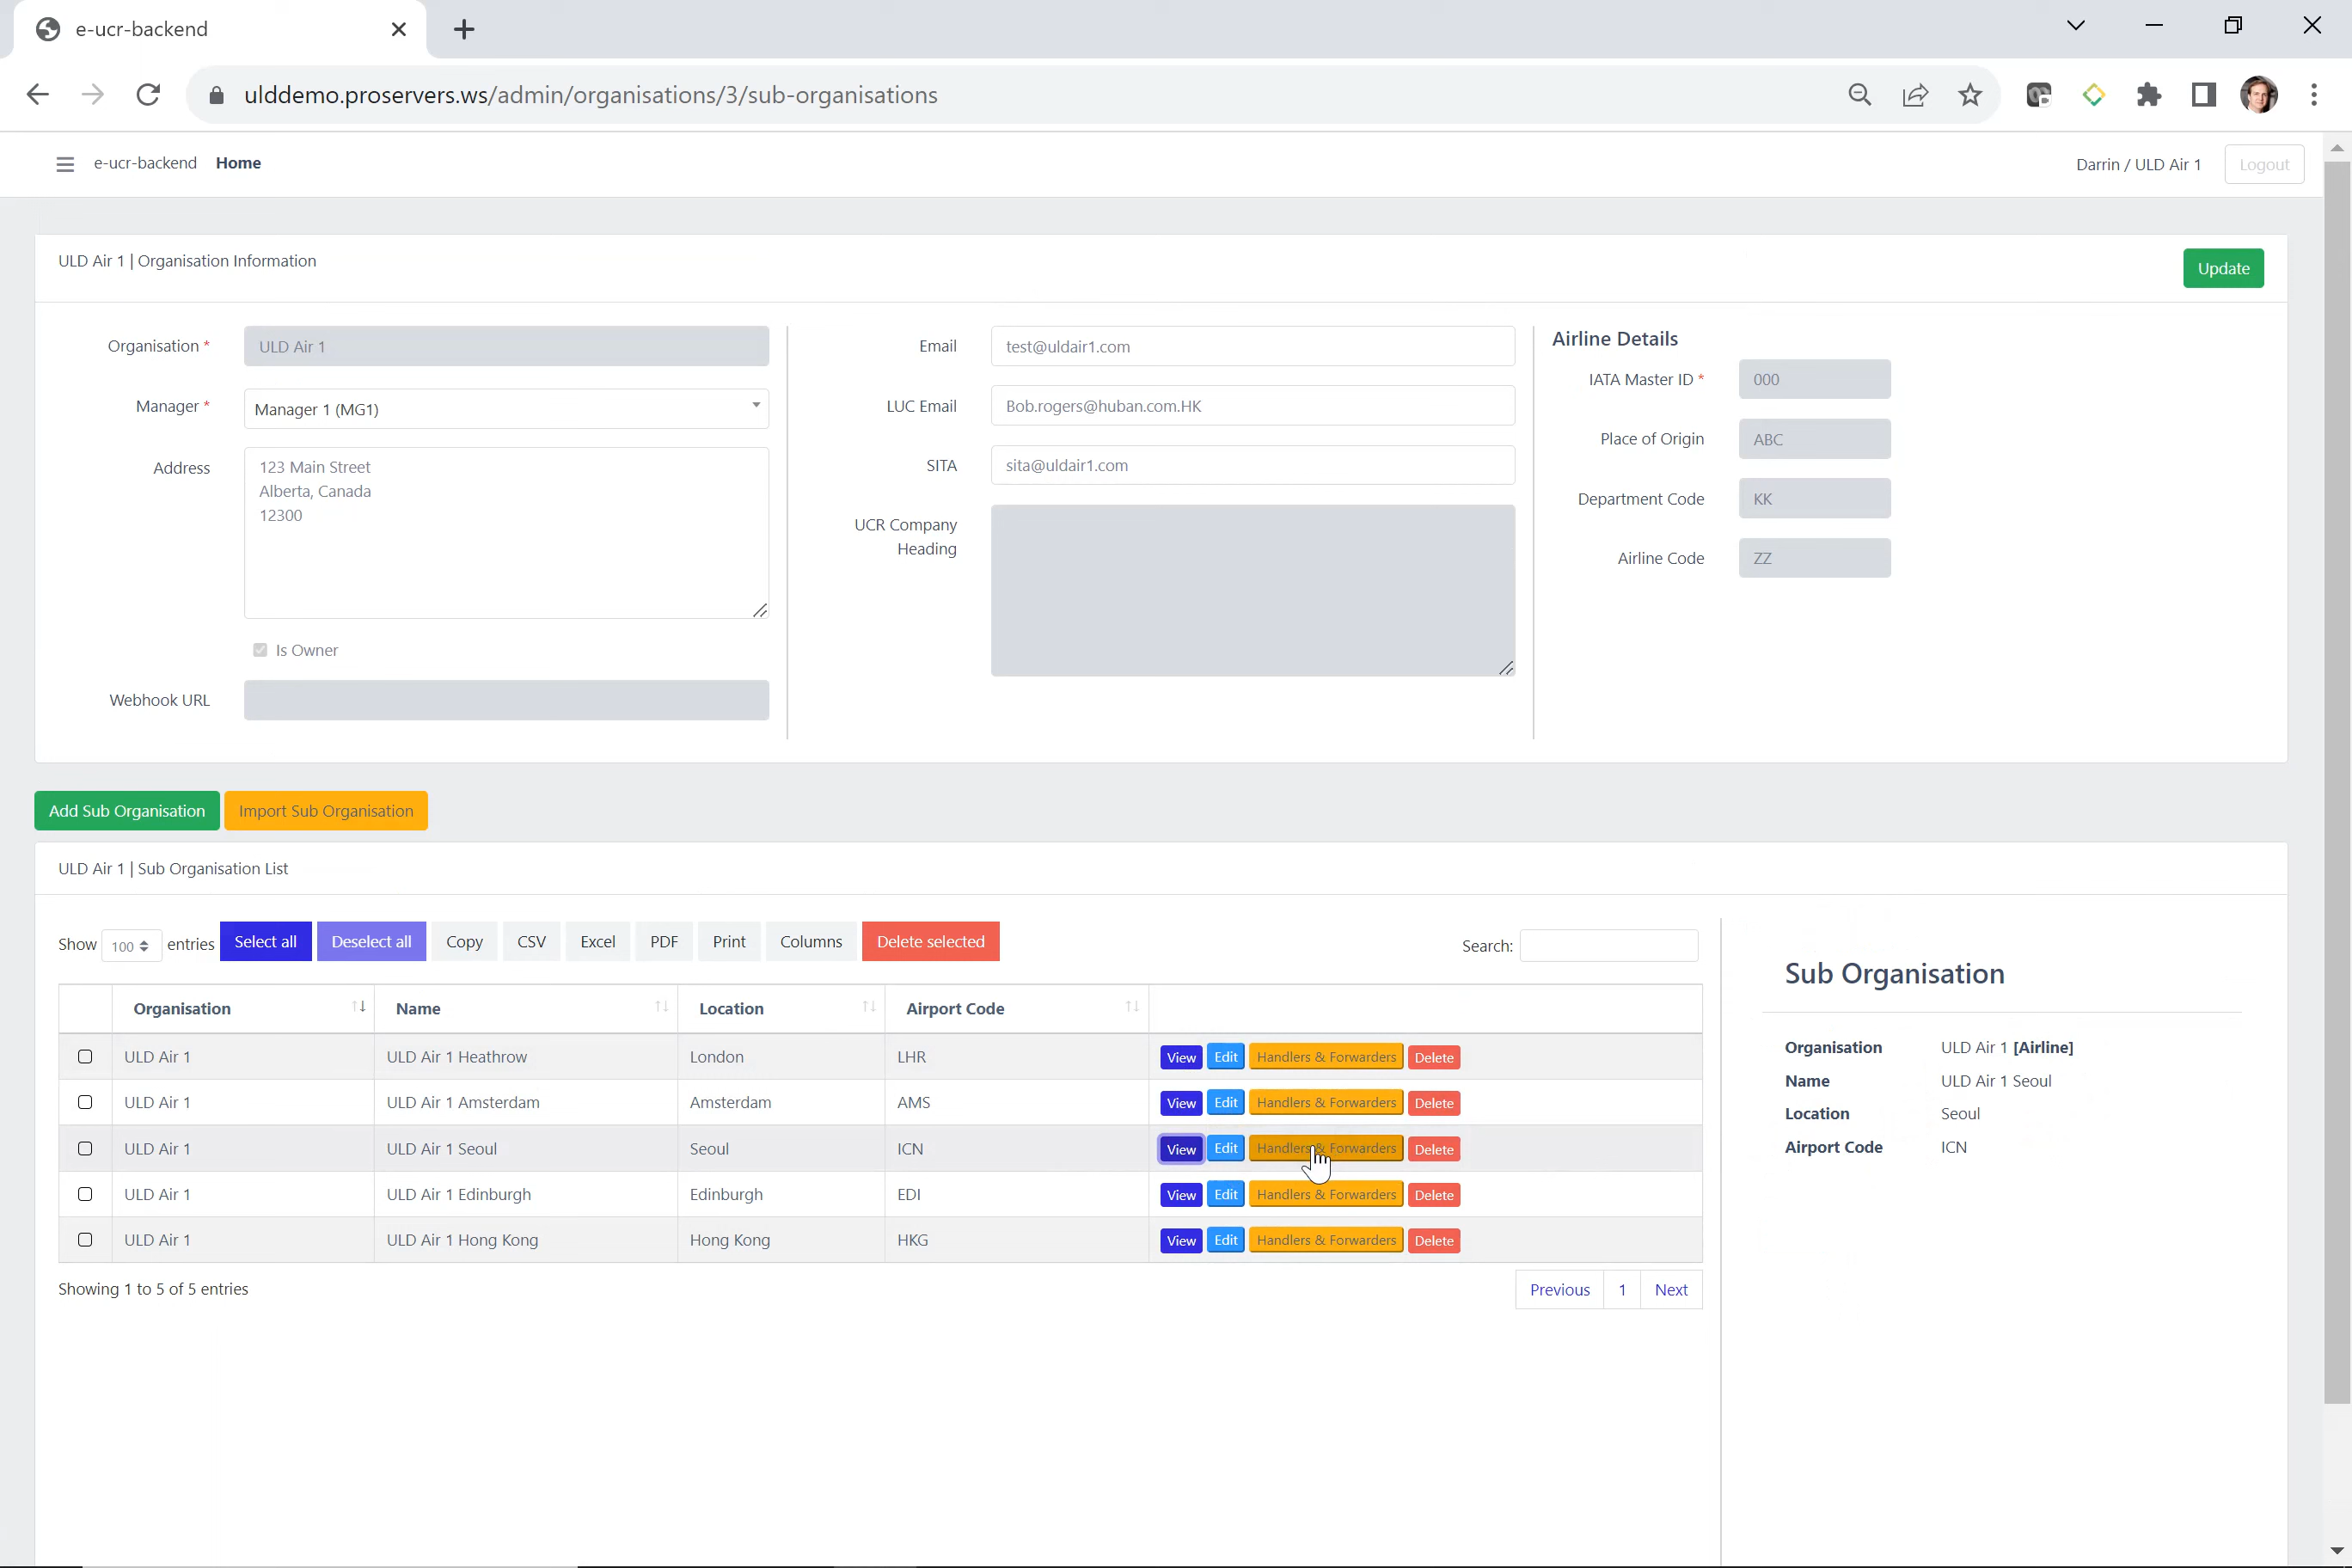 e-ucr-backend
ulddemo.proservers.ws/admin/organisations/3/sub-organisations
e-ucr-backend Home Darrin / ULD Air 1 Logout
ULD Air 1 | Organisation Information Update
Organisation * ULD Air 1
Manager * Manager 1 (MG1)
Address 123 Main Street
Alberta, Canada
12300
Is Owner
Webhook URL
Email test@uldair1.com
LUC Email Bob.rogers@huban.com.HK
SITA sita@uldair1.com
UCR Company
Heading
Airline Details
IATA Master ID * 000
Place of Origin ABC
Department Code KK
Airline Code ZZ
Add Sub Organisation Import Sub Organisation
ULD Air 1 | Sub Organisation List
Show 100 entries Select all Deselect all Copy CSV Excel PDF Print Columns Delete selected Search:
Organisation Name Location Airport Code
ULD Air 1 ULD Air 1 Heathrow London LHR View Edit Handlers & Forwarders Delete
ULD Air 1 ULD Air 1 Amsterdam Amsterdam AMS View Edit Handlers & Forwarders Delete
ULD Air 1 ULD Air 1 Seoul Seoul ICN View Edit Handlers & Forwarders Delete
ULD Air 1 ULD Air 1 Edinburgh Edinburgh EDI View Edit Handlers & Forwarders Delete
ULD Air 1 ULD Air 1 Hong Kong Hong Kong HKG View Edit Handlers & Forwarders Delete
Showing 1 to 5 of 5 entries Previous 1 Next
Sub Organisation
Organisation ULD Air 1 [Airline]
Name ULD Air 1 Seoul
Location Seoul
Airport Code ICN